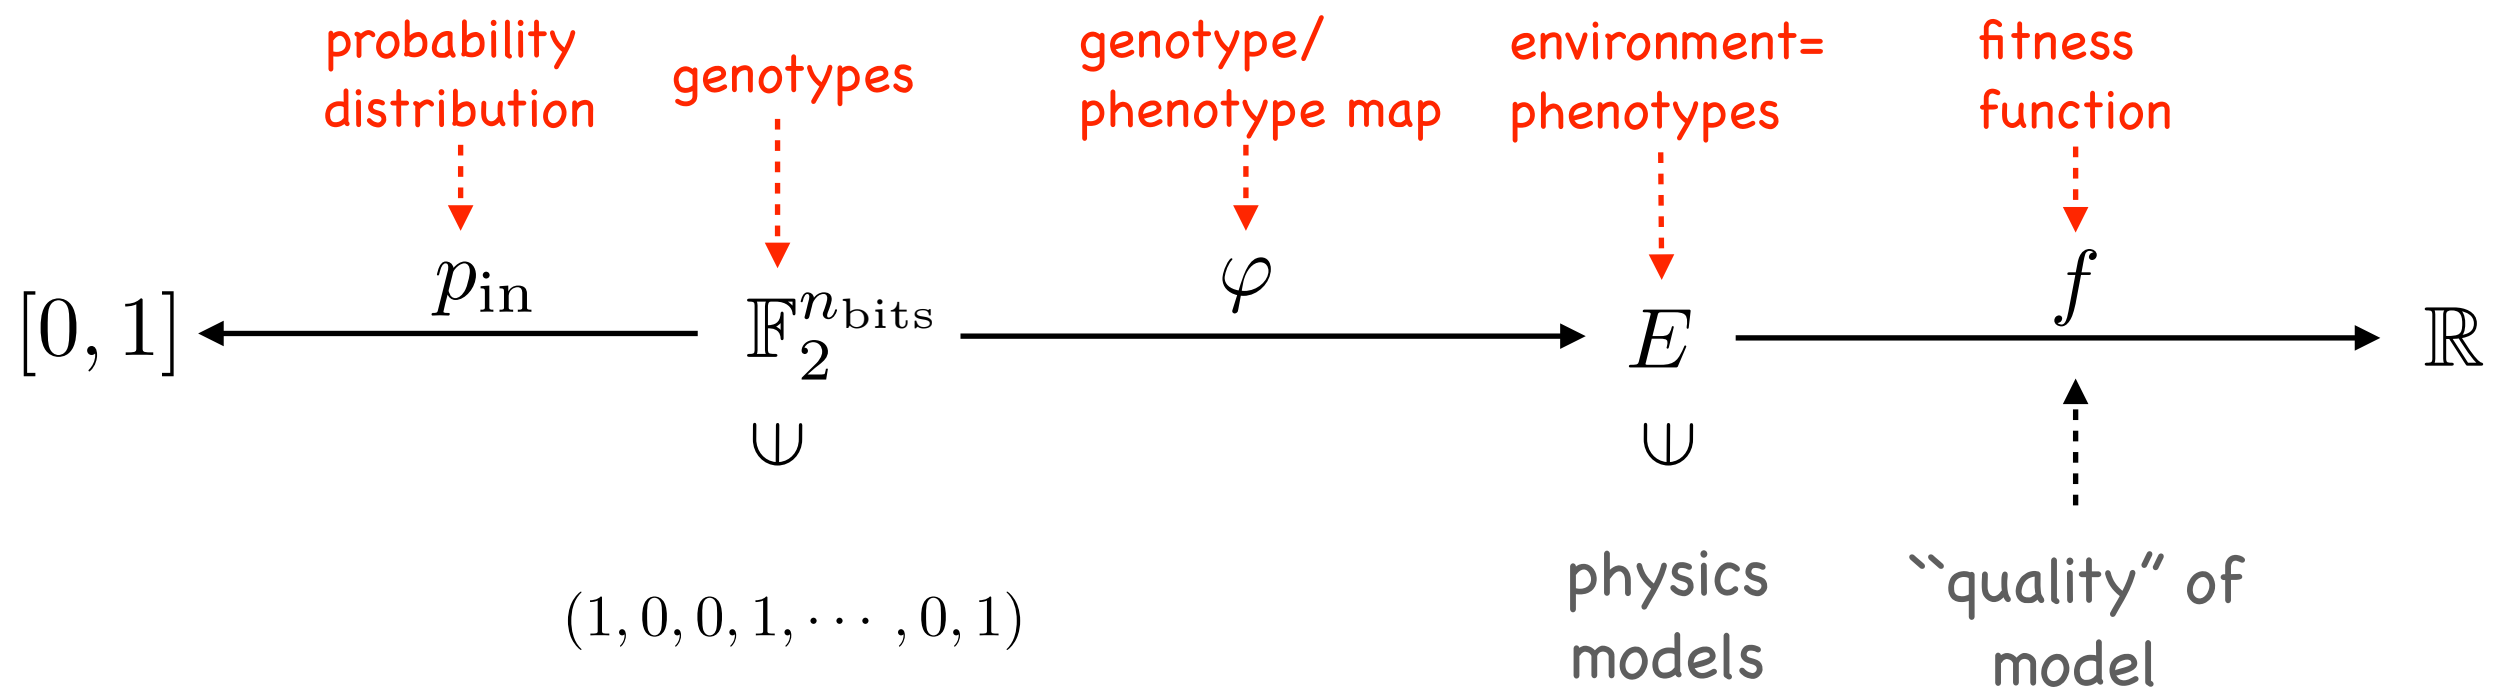 probability
distribution
genotypes
genotype/
phenotype map
environment=
phenotypes
fitness
function
[0, 1]
p_in
𝔽₂^{n_bits}
φ
E
f
ℝ
⋓
⋓
(1, 0, 0, 1, · · · , 0, 1)
physics
models
“quality” of
model